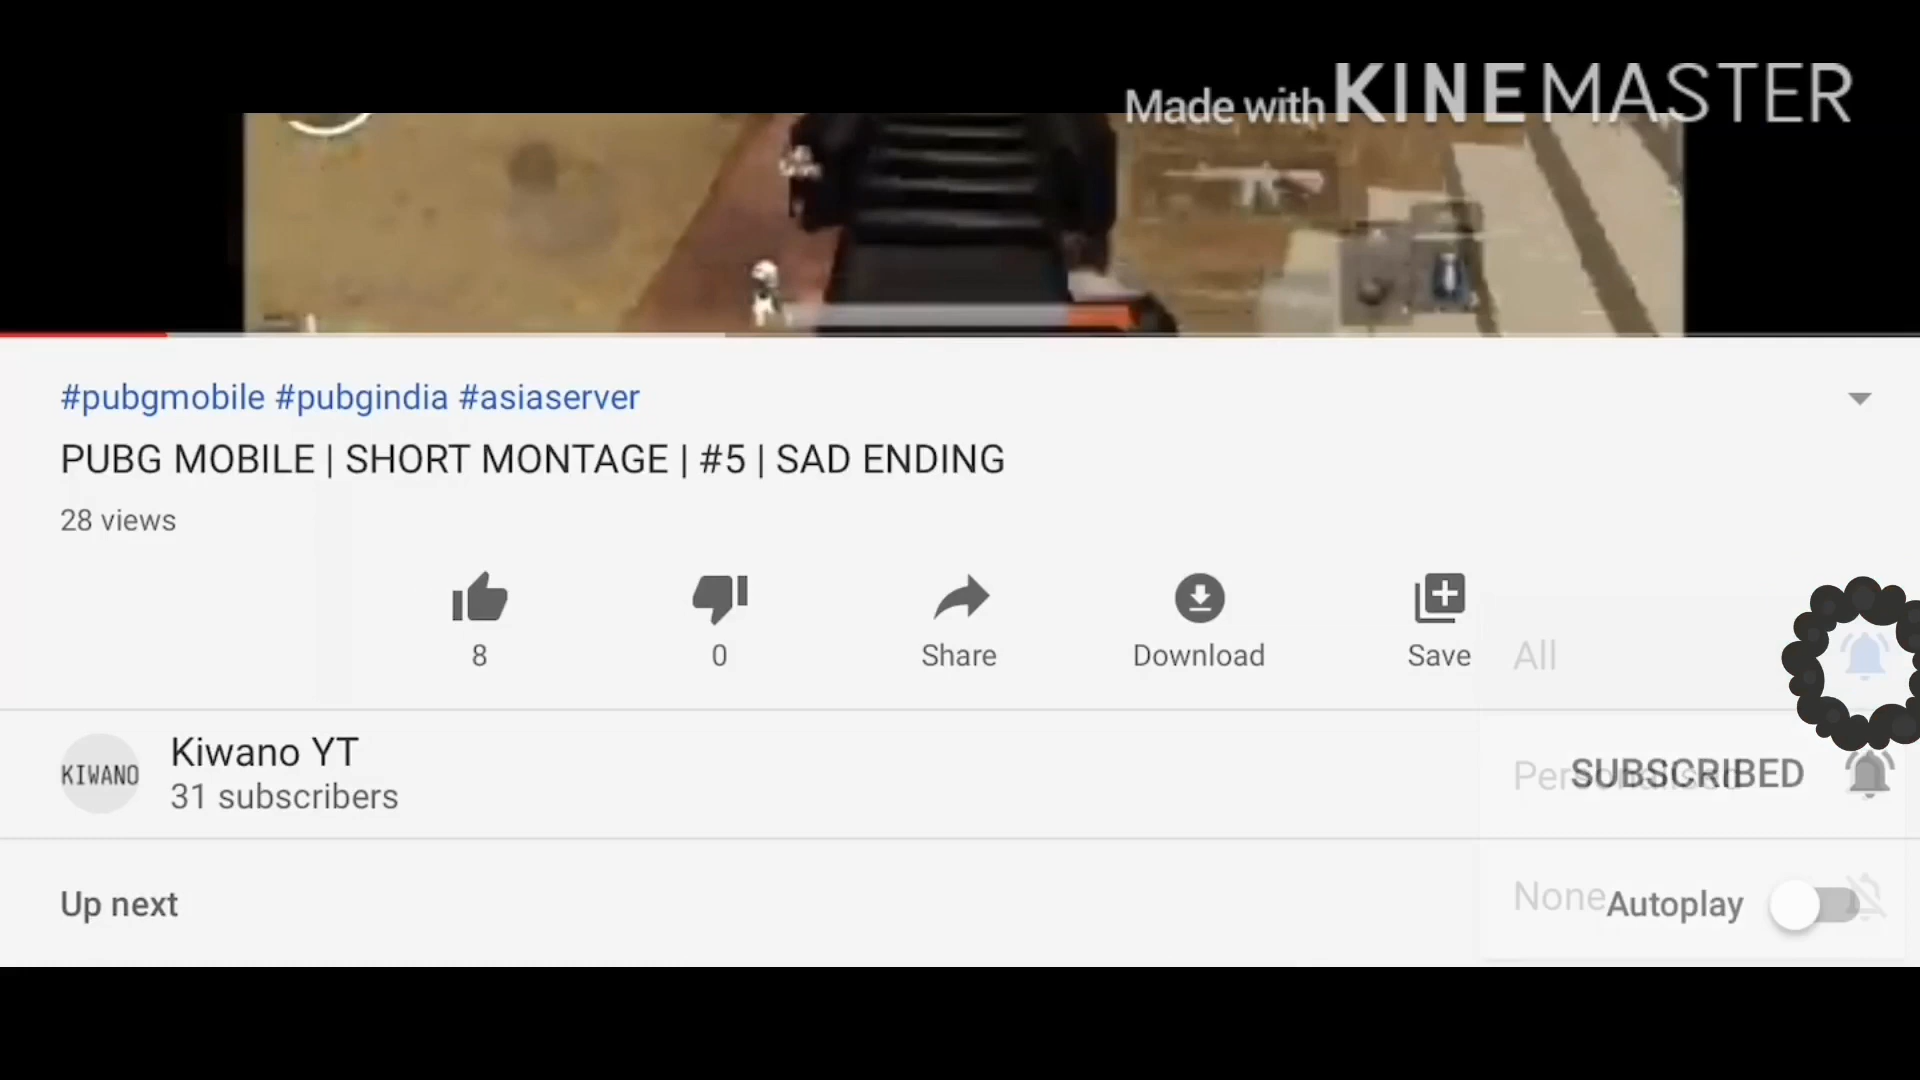 Made with KINEMASTER
#pubgmobile #pubgindia #asiaserver
PUBG MOBILE | SHORT MONTAGE | #5 | SAD ENDING
28 views
8
0
Share
Download
Save
All
KIWANO
Kiwano YT
31 subscribers
Personalised
SUBSCRIBED
Up next
None
Autoplay